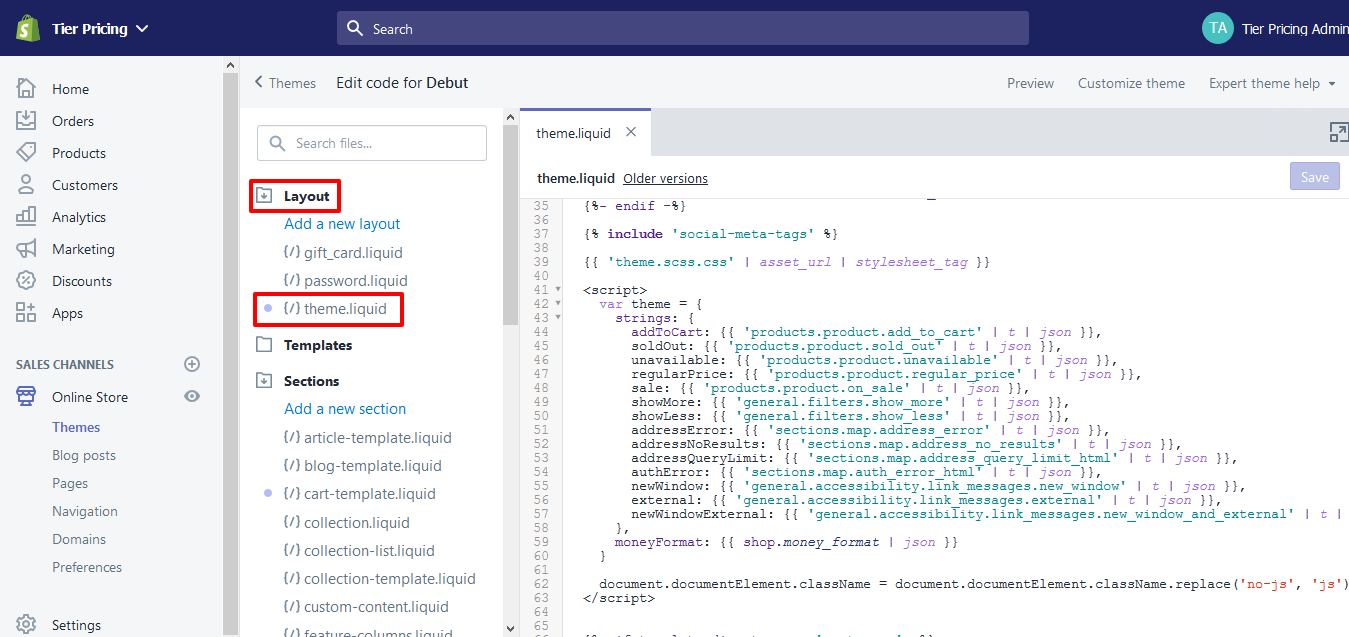 Tier Pricing
Search
TA Tier Pricing Admin
Home
Orders
Products
Customers
Analytics
Marketing
Discounts
Apps
SALES CHANNELS
Online Store
Themes
Blog posts
Pages
Navigation
Domains
Preferences
Settings
Themes Edit code for Debut
Preview Customize theme Expert theme help
Search files...
Layout
Add a new layout
{/} gift_card.liquid
{/} password.liquid
{/} theme.liquid
Templates
Sections
Add a new section
{/} article-template.liquid
{/} blog-template.liquid
{/} cart-template.liquid
{/} collection.liquid
{/} collection-list.liquid
{/} collection-template.liquid
{/} custom-content.liquid
{/} feature-columns.liquid
theme.liquid ×
theme.liquid Older versions
Save
35 {%- endif -%}
36
37 {% include 'social-meta-tags' %}
38
39 {{ 'theme.scss.css' | asset_url | stylesheet_tag }}
40
41 <script>
42 var theme = {
43 strings: {
44 addToCart: {{ 'products.product.add_to_cart' | t | json }},
45 soldOut: {{ 'products.product.sold_out' | t | json }},
46 unavailable: {{ 'products.product.unavailable' | t | json }},
47 regularPrice: {{ 'products.product.regular_price' | t | json }},
48 sale: {{ 'products.product.on_sale' | t | json }},
49 showMore: {{ 'general.filters.show_more' | t | json }},
50 showLess: {{ 'general.filters.show_less' | t | json }},
51 addressError: {{ 'sections.map.address_error' | t | json }},
52 addressNoResults: {{ 'sections.map.address_no_results' | t | json }},
53 addressQueryLimit: {{ 'sections.map.address_query_limit_html' | t | json }},
54 authError: {{ 'sections.map.auth_error_html' | t | json }},
55 newWindow: {{ 'general.accessibility.link_messages.new_window' | t | json }},
56 external: {{ 'general.accessibility.link_messages.external' | t | json }},
57 newWindowExternal: {{ 'general.accessibility.link_messages.new_window_and_external' | t |
58 },
59 moneyFormat: {{ shop.money_format | json }}
60 }
61
62 document.documentElement.className = document.documentElement.className.replace('no-js', 'js')
63 </script>
64
65